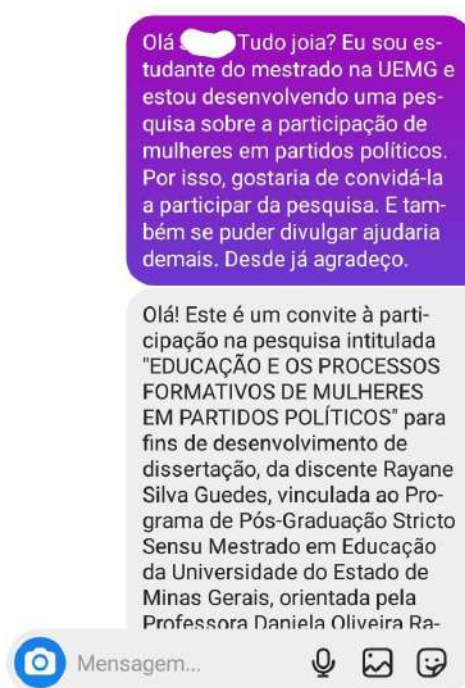 Olá Tudo joia? Eu sou es-
tudante do mestrado na UEMG e
estou desenvolvendo uma pes-
quisa sobre a participação de
mulheres em partidos políticos.
Por isso, gostaria de convidá-la
a participar da pesquisa. E tam-
bém se puder divulgar ajudaria
demais. Desde já agradeço.
Olá! Este é um convite à parti-
cipação na pesquisa intitulada
"EDUCAÇÃO E OS PROCESSOS
FORMATIVOS DE MULHERES
EM PARTIDOS POLÍTICOS" para
fins de desenvolvimento de
dissertação, da discente Rayane
Silva Guedes, vinculada ao Pro-
grama de Pós-Graduação Stricto
Sensu Mestrado em Educação
da Universidade do Estado de
Minas Gerais, orientada pela
Professora Daniela Oliveira Ra-
Mensagem...